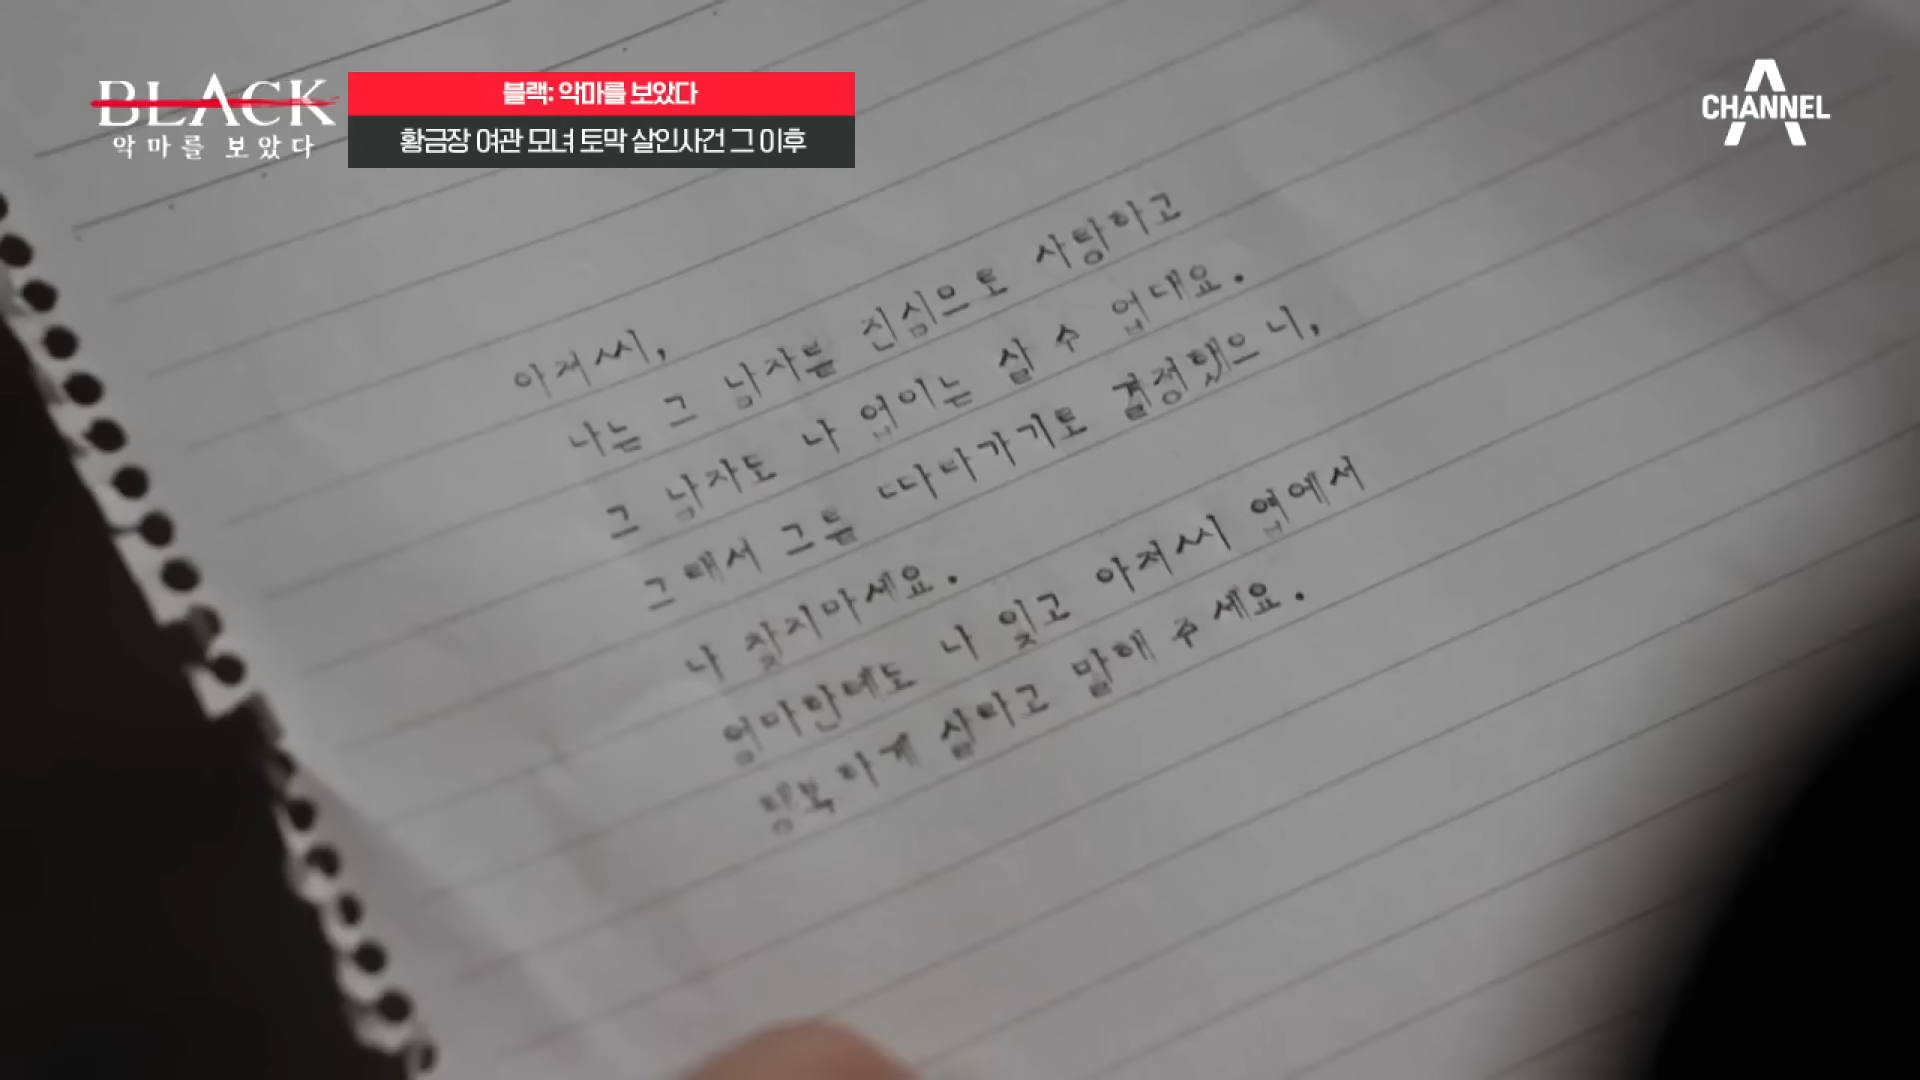 BLACK
악마를 보았다
블랙: 악마를 보았다
황금장 여관 모녀 토막 살인사건 그 이후
CHANNEL A
아저씨,
나는 그 남자를 진심으로 사랑하고
그 남자도 나 없이는 살 수 없대요.
그래서 그를 따라가기로 결정했으니,
나 찾지마세요.
엄마한테도 나 잊고 아저씨 옆에서
행복하게 살라고 말해 주세요.